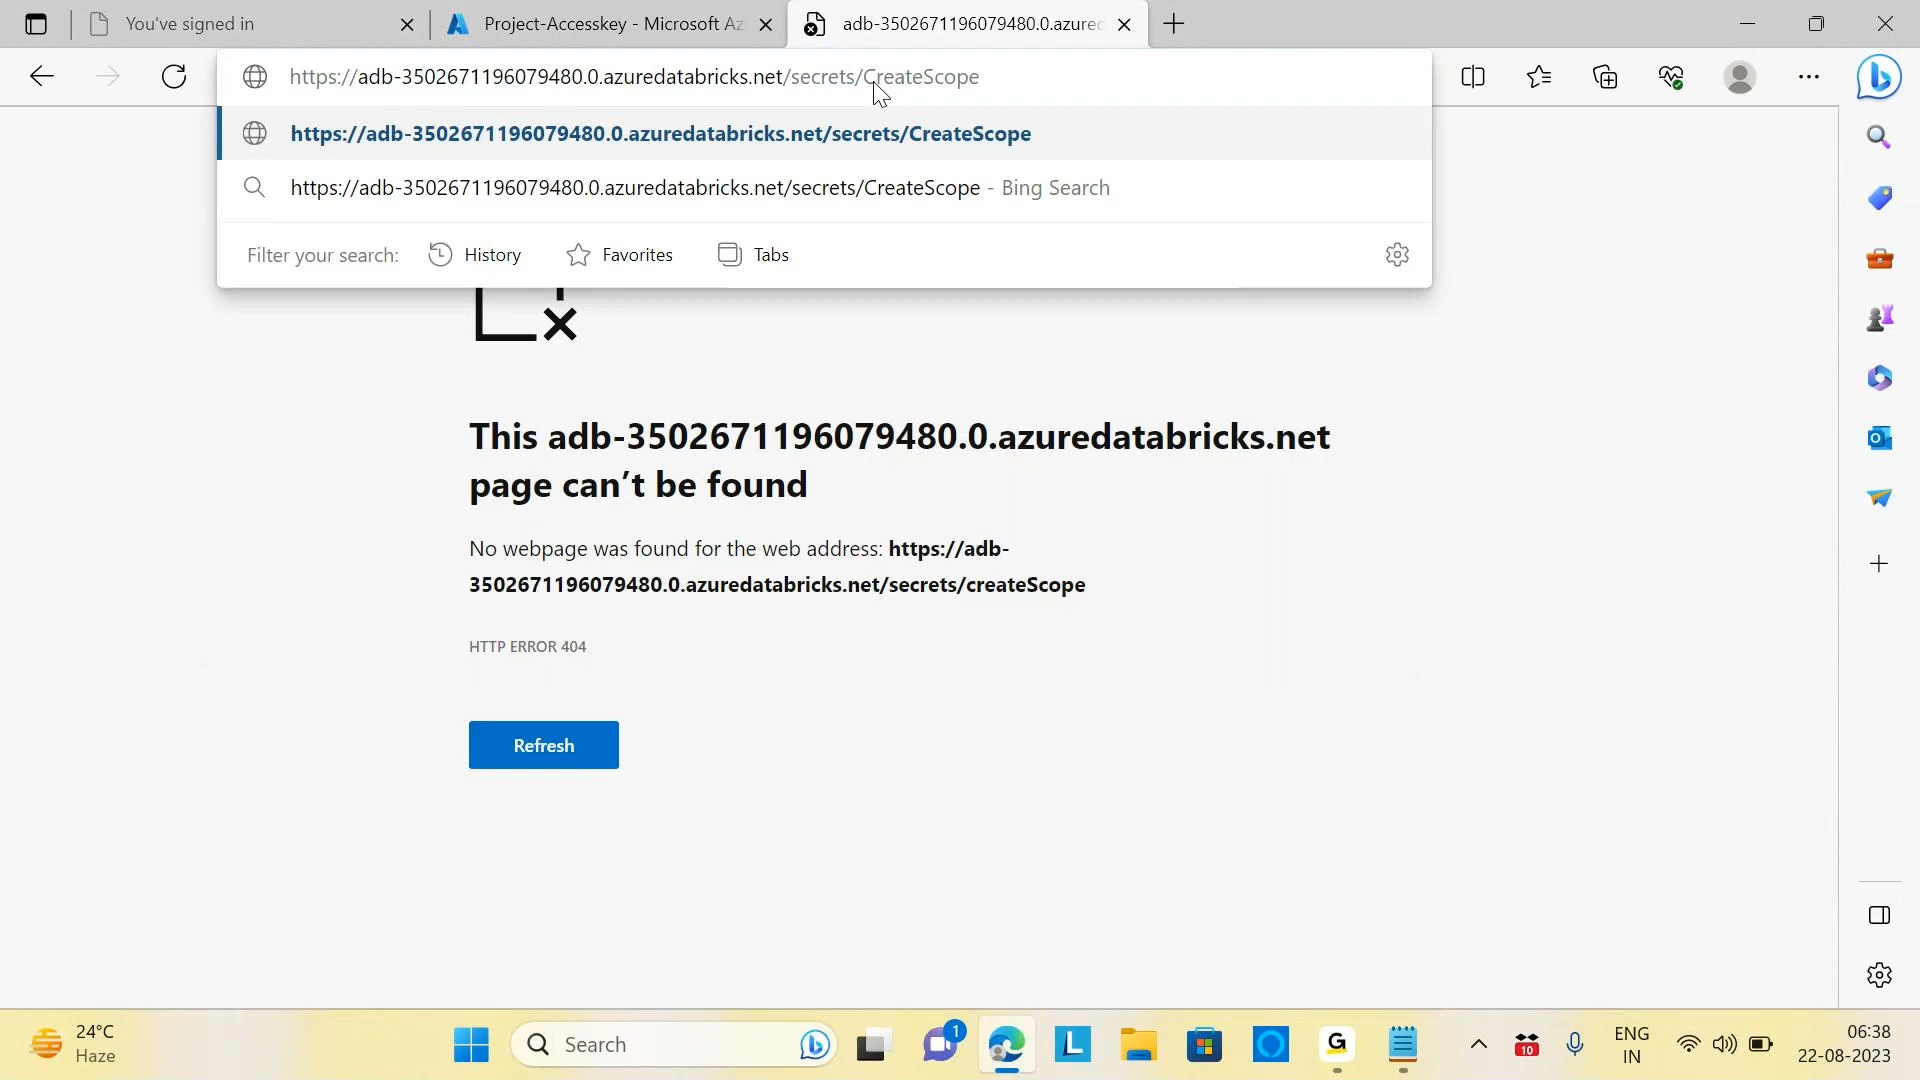 You've signed in
Project-Accesskey - Microsoft Az
adb-3502671196079480.0.azured
https://adb-3502671196079480.0.azuredatabricks.net/secrets/CreateScope
https://adb-3502671196079480.0.azuredatabricks.net/secrets/CreateScope
https://adb-3502671196079480.0.azuredatabricks.net/secrets/CreateScope - Bing Search
Filter your search: History Favorites Tabs
This adb-3502671196079480.0.azuredatabricks.net
page can’t be found
No webpage was found for the web address: https://adb-
3502671196079480.0.azuredatabricks.net/secrets/createScope
HTTP ERROR 404
Refresh
24°C
Haze
Search
1
L
G
10
ENG
IN
06:38
22-08-2023